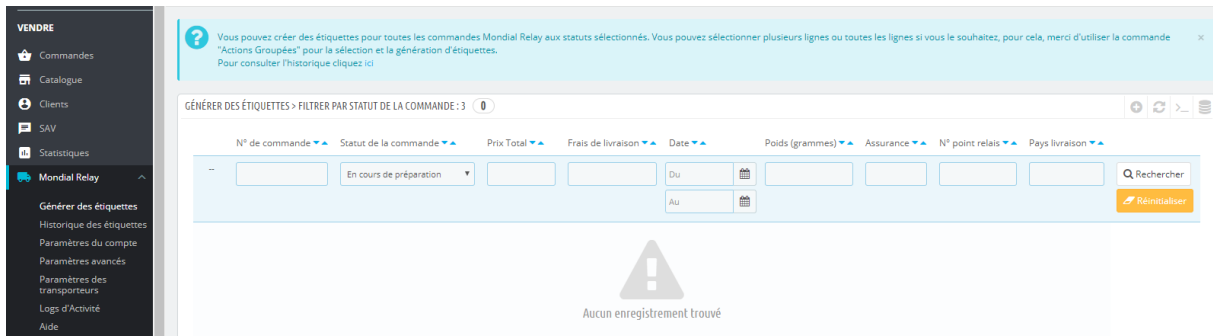 VENDRE
Commandes
Catalogue
Clients
SAV
Statistiques
Mondial Relay
Générer des étiquettes
Historique des étiquettes
Paramètres du compte
Paramètres avancés
Paramètres des
transporteurs
Logs d'Activité
Aide
?
Vous pouvez créer des étiquettes pour toutes les commandes Mondial Relay aux statuts sélectionnés. Vous pouvez sélectionner plusieurs lignes ou toutes les lignes si vous le souhaitez, pour cela, merci d'utiliser la commande
"Actions Groupées" pour la sélection et la génération d'étiquettes.
Pour consulter l'historique cliquez ici
×
GÉNÉRER DES ÉTIQUETTES > FILTRER PAR STATUT DE LA COMMANDE : 3 0
N° de commande Statut de la commande Prix Total Frais de livraison Date Poids (grammes) Assurance N° point relais Pays livraison
-- En cours de préparation Du Rechercher
Au Réinitialiser
Aucun enregistrement trouvé